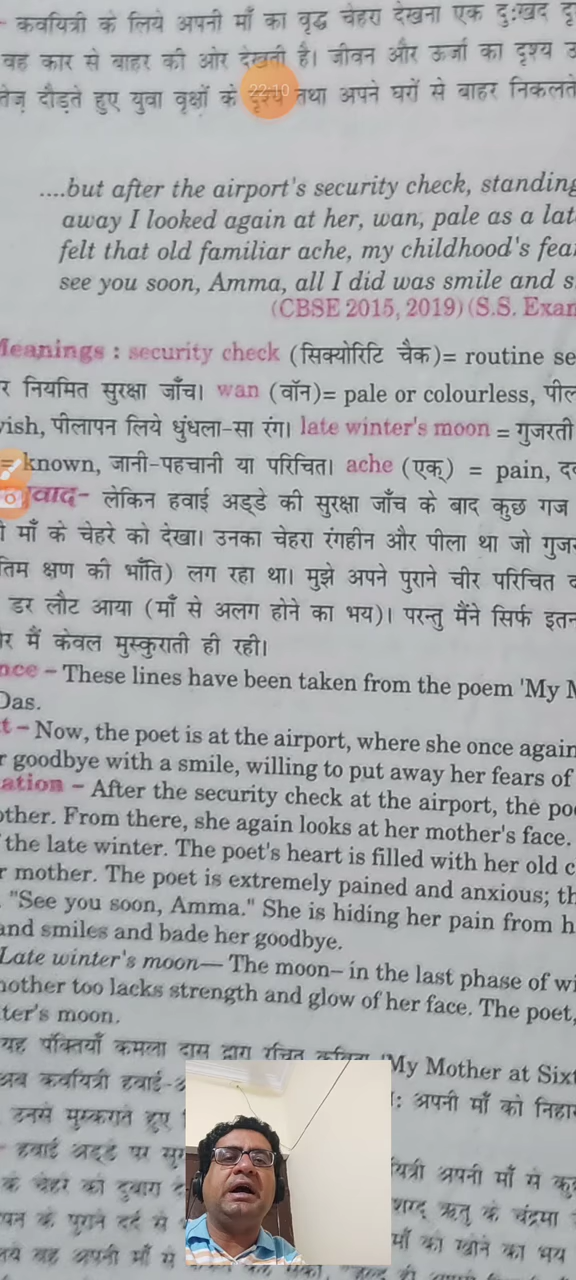 - कवयित्री के लिये अपनी माँ का वृद्ध चेहरा देखना एक दुःखद दृ
वह कार से बाहर की ओर देखती है। जीवन और ऊर्जा का दृश्य उ
तेज़ दौड़ते हुए युवा वृक्षों के दृश्य तथा अपने घरों से बाहर निकलते
22:10
....but after the airport's security check, standing
away I looked again at her, wan, pale as a lat
felt that old familiar ache, my childhood's fea
see you soon, Amma, all I did was smile and s
(CBSE 2015, 2019) (S.S. Exam
Meanings : security check (सिक्योरिटि चैक)= routine se
र नियमित सुरक्षा जाँच। wan (वॉन)= pale or colourless, पील
vish, पीलापन लिये धुंधला-सा रंग। late winter's moon = गुजरती
= known, जानी-पहचानी या परिचित। ache (एक्) = pain, दर
वाद- लेकिन हवाई अड्डे की सुरक्षा जाँच के बाद कुछ गज
ी माँ के चेहरे को देखा। उनका चेहरा रंगहीन और पीला था जो गुज
तिम क्षण की भाँति) लग रहा था। मुझे अपने पुराने चीर परिचित द
डर लौट आया (माँ से अलग होने का भय)। परन्तु मैंने सिर्फ इतन
र मैं केवल मुस्कुराती ही रही।
nce – These lines have been taken from the poem 'My M
Das.
t – Now, the poet is at the airport, where she once again
r goodbye with a smile, willing to put away her fears of
ation – After the security check at the airport, the po
other. From there, she again looks at her mother's face.
the late winter. The poet's heart is filled with her old c
r mother. The poet is extremely pained and anxious; th
"See you soon, Amma." She is hiding her pain from h
and smiles and bade her goodbye.
Late winter's moon— The moon– in the last phase of wi
mother too lacks strength and glow of her face. The poet,
ter's moon.
यह पंक्तियाँ कमला दास द्वारा रचित कविता 'My Mother at Sixt
अब कवयित्री हवाई-अ : अपनी माँ को निहार
उनसे मुस्कराते हुए
- हवाई अड्डे पर सुर यित्री अपनी माँ से कु
के चेहरे को दुबारा द शरद् ऋतु के चंद्रमा
पन के पुराने दर्द से माँ को खोने का भय
लये वह अपनी माँ से